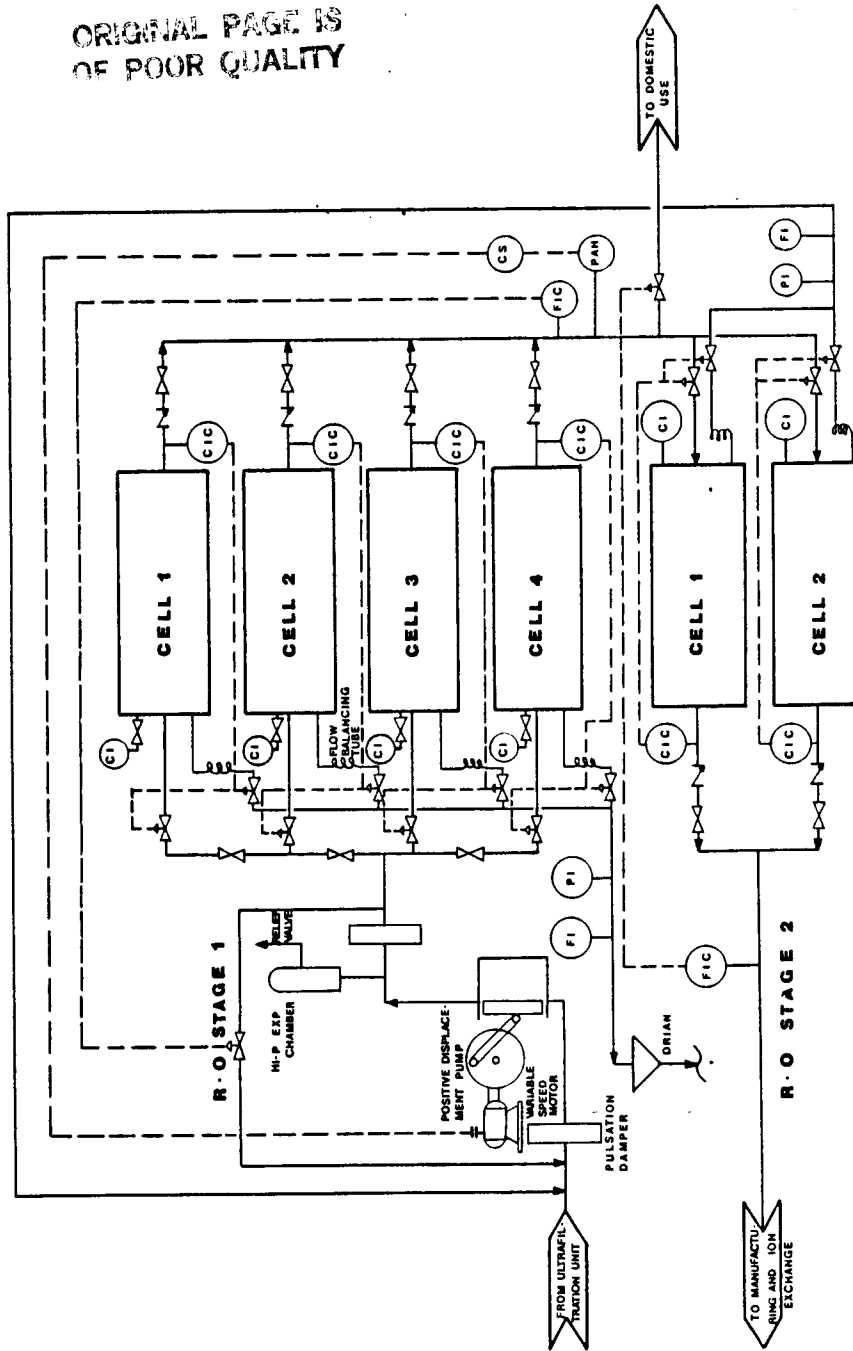 ORIGINAL PAGE IS
OF POOR QUALITY
TO DOMESTIC
USE
CS
PAH
FIC
FI
PI
CIC
CIC
CIC
CIC
CI
CI
CELL 1
CELL 2
CELL 3
CELL 4
CELL 1
CELL 2
CI
CI
CI
CI
FLOW
BALANCING
TUBE
CIC
CIC
PI
FI
FIC
RELIEF
VALVE
R·O STAGE 1
HI-P EXP
CHAMBER
POSITIVE DISPLACE-
MENT PUMP
VARIABLE
SPEED
MOTOR
PULSATION
DAMPER
DRIAN
R·O STAGE 2
FROM ULTRAFIL-
TRATION UNIT
TO MANUFACTU-
RING AND ION
EXCHANGE